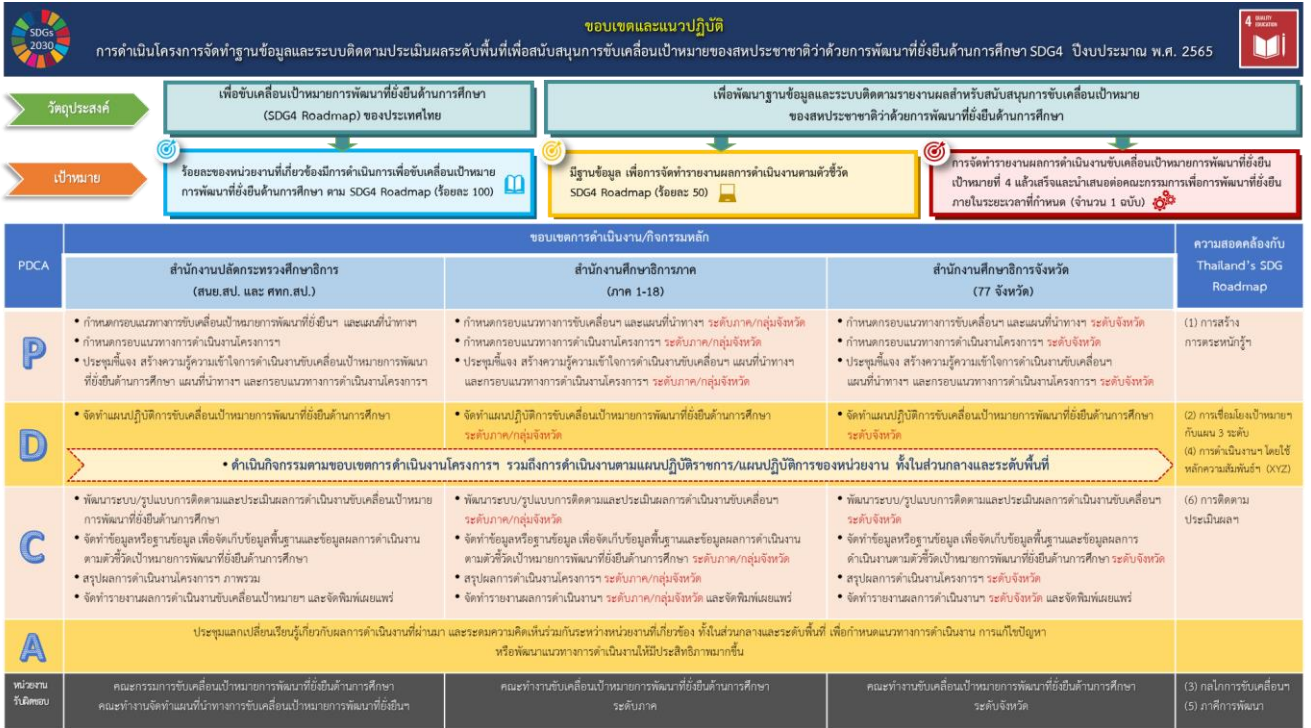 SDGs
2030
ขอบเขตและแนวปฏิบัติ
การดำเนินโครงการจัดทำฐานข้อมูลและระบบติดตามประเมินผลระดับพื้นที่เพื่อสนับสนุนการขับเคลื่อนเป้าหมายของสหประชาชาติว่าด้วยการพัฒนาที่ยั่งยืนด้านการศึกษา SDG4 ปีงบประมาณ พ.ศ. 2565
4 QUALITY
EDUCATION
วัตถุประสงค์
เพื่อขับเคลื่อนเป้าหมายการพัฒนาที่ยั่งยืนด้านการศึกษา
(SDG4 Roadmap) ของประเทศไทย
เพื่อพัฒนาฐานข้อมูลและระบบติดตามรายงานผลสำหรับสนับสนุนการขับเคลื่อนเป้าหมาย
ของสหประชาชาติว่าด้วยการพัฒนาที่ยั่งยืนด้านการศึกษา
เป้าหมาย
ร้อยละของหน่วยงานที่เกี่ยวข้องมีการดำเนินการเพื่อขับเคลื่อนเป้าหมาย
การพัฒนาที่ยั่งยืนด้านการศึกษา ตาม SDG4 Roadmap (ร้อยละ 100)
มีฐานข้อมูล เพื่อการจัดทำรายงานผลการดำเนินงานตามตัวชี้วัด
SDG4 Roadmap (ร้อยละ 50)
การจัดทำรายงานผลการดำเนินงานขับเคลื่อนเป้าหมายการพัฒนาที่ยั่งยืน
เป้าหมายที่ 4 แล้วเสร็จและนำเสนอต่อคณะกรรมการเพื่อการพัฒนาที่ยั่งยืน
ภายในระยะเวลาที่กำหนด (จำนวน 1 ฉบับ)
PDCA
ขอบเขตการดำเนินงาน/กิจกรรมหลัก
ความสอดคล้องกับ
Thailand's SDG
Roadmap
สำนักงานปลัดกระทรวงศึกษาธิการ
(สนย.สป. และ ศทก.สป.)
สำนักงานศึกษาธิการภาค
(ภาค 1-18)
สำนักงานศึกษาธิการจังหวัด
(77 จังหวัด)
P
• กำหนดกรอบแนวทางการขับเคลื่อนเป้าหมายการพัฒนาที่ยั่งยืนฯ และแผนที่นำทางฯ
• กำหนดกรอบแนวทางการดำเนินงานโครงการฯ
• ประชุมชี้แจง สร้างความรู้ความเข้าใจการดำเนินงานขับเคลื่อนเป้าหมายการพัฒนา
ที่ยั่งยืนด้านการศึกษา แผนที่นำทางฯ และกรอบแนวทางการดำเนินงานโครงการฯ
• กำหนดกรอบแนวทางการขับเคลื่อนฯ และแผนที่นำทางฯ ระดับภาค/กลุ่มจังหวัด
• กำหนดกรอบแนวทางการดำเนินงานโครงการฯ ระดับภาค/กลุ่มจังหวัด
• ประชุมชี้แจง สร้างความรู้ความเข้าใจการดำเนินงานขับเคลื่อนฯ แผนที่นำทางฯ
และกรอบแนวทางการดำเนินงานโครงการฯ ระดับภาค/กลุ่มจังหวัด
• กำหนดกรอบแนวทางการขับเคลื่อนฯ และแผนที่นำทางฯ ระดับจังหวัด
• กำหนดกรอบแนวทางการดำเนินงานโครงการฯ ระดับจังหวัด
• ประชุมชี้แจง สร้างความรู้ความเข้าใจการดำเนินงานขับเคลื่อนฯ
แผนที่นำทางฯ และกรอบแนวทางการดำเนินงานโครงการฯ ระดับจังหวัด
(1) การสร้าง
การตระหนักรู้ฯ
D
• จัดทำแผนปฏิบัติการขับเคลื่อนเป้าหมายการพัฒนาที่ยั่งยืนด้านการศึกษา
• จัดทำแผนปฏิบัติการขับเคลื่อนเป้าหมายการพัฒนาที่ยั่งยืนด้านการศึกษา
ระดับภาค/กลุ่มจังหวัด
• จัดทำแผนปฏิบัติการขับเคลื่อนเป้าหมายการพัฒนาที่ยั่งยืนด้านการศึกษา
ระดับจังหวัด
• ดำเนินกิจกรรมตามขอบเขตการดำเนินงานโครงการฯ รวมถึงการดำเนินงานตามแผนปฏิบัติราชการ/แผนปฏิบัติการของหน่วยงาน ทั้งในส่วนกลางและระดับพื้นที่
(2) การเชื่อมโยงเป้าหมายฯ
กับแผน 3 ระดับ
(4) การดำเนินงานฯ โดยใช้
หลักความสัมพันธ์ฯ (XYZ)
C
• พัฒนาระบบ/รูปแบบการติดตามและประเมินผลการดำเนินงานขับเคลื่อนเป้าหมาย
การพัฒนาที่ยั่งยืนด้านการศึกษา
• จัดทำข้อมูลหรือฐานข้อมูล เพื่อจัดเก็บข้อมูลพื้นฐานและข้อมูลผลการดำเนินงาน
ตามตัวชี้วัดเป้าหมายการพัฒนาที่ยั่งยืนด้านการศึกษา
• สรุปผลการดำเนินงานโครงการฯ ภาพรวม
• จัดทำรายงานผลการดำเนินงานขับเคลื่อนเป้าหมายฯ และจัดพิมพ์เผยแพร่
• พัฒนาระบบ/รูปแบบการติดตามและประเมินผลการดำเนินงานขับเคลื่อนฯ
ระดับภาค/กลุ่มจังหวัด
• จัดทำข้อมูลหรือฐานข้อมูล เพื่อจัดเก็บข้อมูลพื้นฐานและข้อมูลผลการดำเนินงาน
ตามตัวชี้วัดเป้าหมายการพัฒนาที่ยั่งยืนด้านการศึกษา ระดับภาค/กลุ่มจังหวัด
• สรุปผลการดำเนินงานโครงการฯ ระดับภาค/กลุ่มจังหวัด
• จัดทำรายงานผลการดำเนินงานฯ ระดับภาค/กลุ่มจังหวัด และจัดพิมพ์เผยแพร่
• พัฒนาระบบ/รูปแบบการติดตามและประเมินผลการดำเนินงานขับเคลื่อนฯ
ระดับจังหวัด
• จัดทำข้อมูลหรือฐานข้อมูล เพื่อจัดเก็บข้อมูลพื้นฐานและข้อมูลผลการ
ดำเนินงานตามตัวชี้วัดเป้าหมายการพัฒนาที่ยั่งยืนด้านการศึกษา ระดับจังหวัด
• สรุปผลการดำเนินงานโครงการฯ ระดับจังหวัด
• จัดทำรายงานผลการดำเนินงานฯ ระดับจังหวัด และจัดพิมพ์เผยแพร่
(6) การติดตาม
ประเมินผลฯ
A
ประชุมแลกเปลี่ยนเรียนรู้เกี่ยวกับผลการดำเนินงานที่ผ่านมา และระดมความคิดเห็นร่วมกันระหว่างหน่วยงานที่เกี่ยวข้อง ทั้งในส่วนกลางและระดับพื้นที่ เพื่อกำหนดแนวทางการดำเนินงาน การแก้ไขปัญหา
หรือพัฒนาแนวทางการดำเนินงานให้มีประสิทธิภาพมากขึ้น
หน่วยงาน
รับผิดชอบ
คณะกรรมการขับเคลื่อนเป้าหมายการพัฒนาที่ยั่งยืนด้านการศึกษา
คณะทำงานจัดทำแผนที่นำทางการขับเคลื่อนเป้าหมายการพัฒนาที่ยั่งยืนฯ
คณะทำงานขับเคลื่อนเป้าหมายการพัฒนาที่ยั่งยืนด้านการศึกษา
ระดับภาค
คณะทำงานขับเคลื่อนเป้าหมายการพัฒนาที่ยั่งยืนด้านการศึกษา
ระดับจังหวัด
(3) กลไกการขับเคลื่อนฯ
(5) ภาคีการพัฒนา